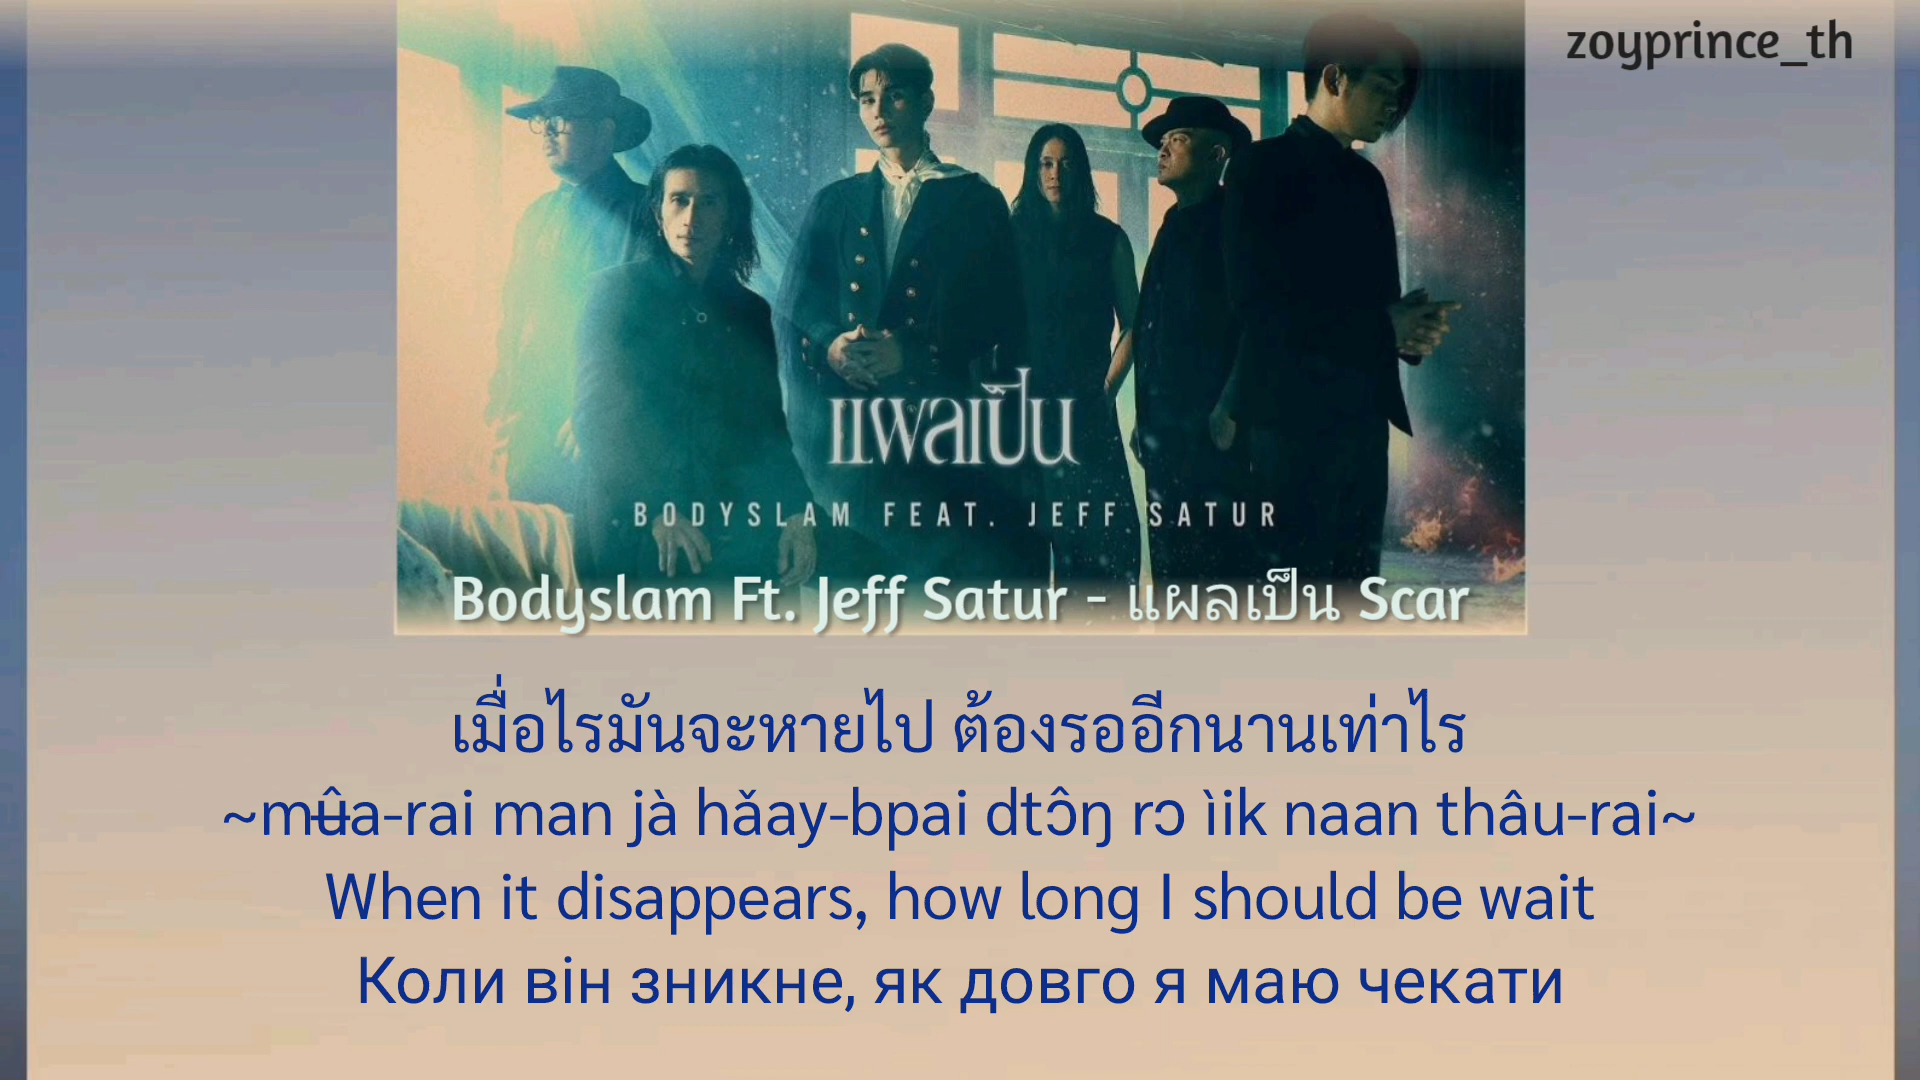 zoyprince_th
แผลเป็น
BODYSLAM FEAT. JEFF SATUR
Bodyslam Ft. Jeff Satur - แผลเป็น Scar
เมื่อไรมันจะหายไป ต้องรออีกนานเท่าไร
~mʉ̂a-rai man jà hǎay-bpai dtɔ̂ŋ rɔ ìik naan thâu-rai~
When it disappears, how long I should be wait
Коли він зникне, як довго я маю чекати